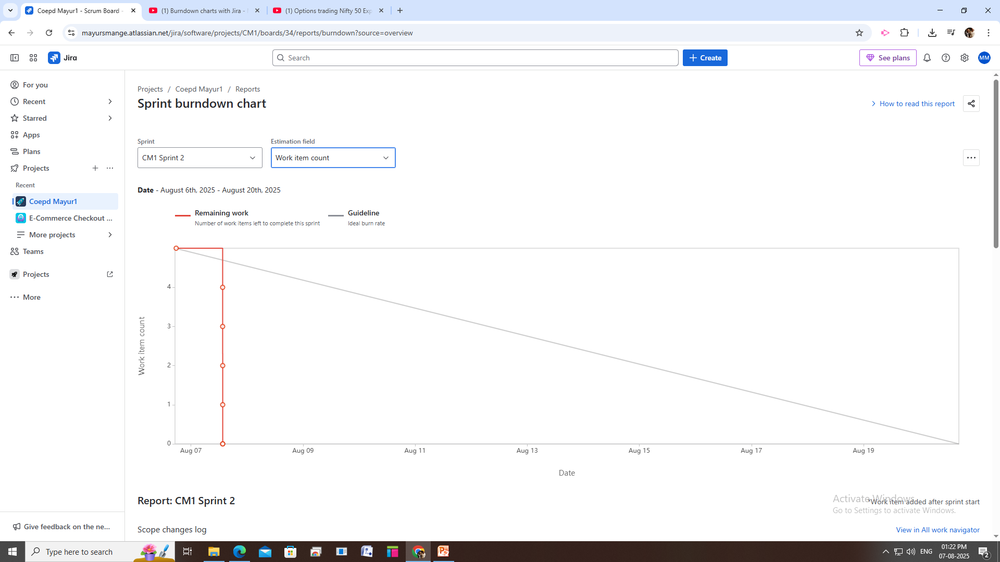 Coepd Mayur1 - Scrum Board -
(1) Burndown charts with Jira -
(1) Options trading Nifty 50 Exp
mayursmange.atlassian.net/jira/software/projects/CM1/boards/34/reports/burndown?source=overview
Jira
Search
Create
See plans
MM
For you
Recent
Starred
Apps
Plans
Projects
Recent
Coepd Mayur1
E-Commerce Checkout ...
More projects
Teams
Projects
More
Give feedback on the ne...
Projects / Coepd Mayur1 / Reports
Sprint burndown chart
How to read this report
Sprint
Estimation field
CM1 Sprint 2
Work item count
Date - August 6th, 2025 - August 20th, 2025
Remaining work
Number of work items left to complete this sprint
Guideline
Ideal burn rate
4
3
2
1
0
Work item count
Aug 07 Aug 09 Aug 11 Aug 13 Aug 15 Aug 17 Aug 19
Date
Report: CM1 Sprint 2
*Work item added after sprint start
Activate Windows
Go to Settings to activate Windows.
Scope changes log
View in All work navigator
Type here to search
ENG
01:22 PM
07-08-2025
2